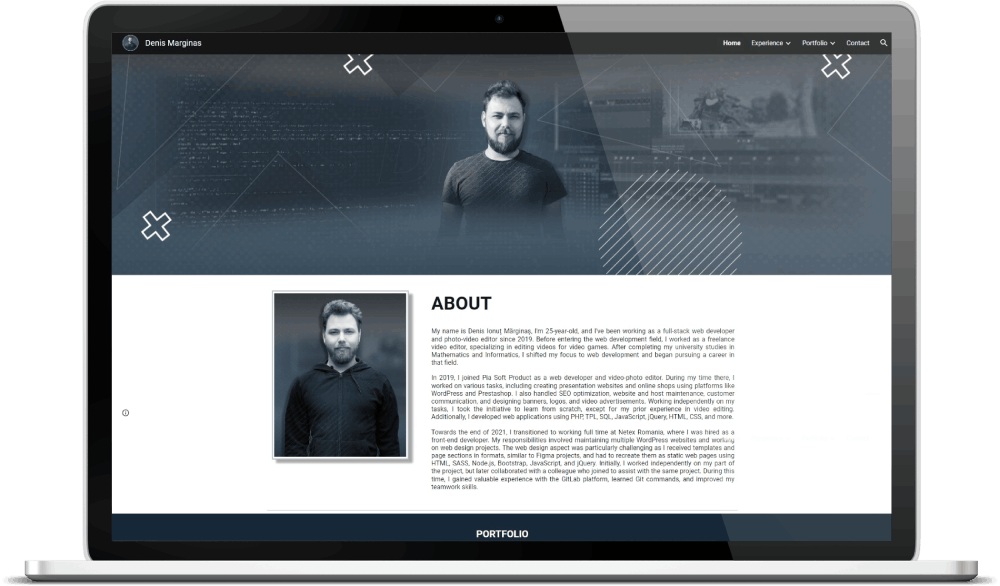 Denis Marginas
Home Experience Portfolio Contact
ABOUT
My name is Denis Ionuț Mărginaș, I'm 25-year-old, and I've been working as a full-stack web developer
and photo-video editor since 2019. Before entering the web development field, I worked as a freelance
video editor, specializing in editing videos for video games. After completing my university studies in
Mathematics and Informatics, I shifted my focus to web development and began pursuing a career in
that field.
In 2019, I joined Pia Soft Product as a web developer and video-photo editor. During my time there, I
worked on various tasks, including creating presentation websites and online shops using platforms like
WordPress and Prestashop. I also handled SEO optimization, website and host maintenance, customer
communication, and designing banners, logos, and video advertisements. Working independently on my
tasks, I took the initiative to learn from scratch, except for my prior experience in video editing.
Additionally, I developed web applications using PHP, TPL, SQL, JavaScript, jQuery, HTML, CSS, and more.
Towards the end of 2021, I transitioned to working full time at Netex Romania, where I was hired as a
front-end developer. My responsibilities involved maintaining multiple WordPress websites and working
on web design projects. The web design aspect was particularly challenging as I received templates and
page sections in formats, similar to Figma projects, and had to recreate them as static web pages using
HTML, SASS, Node.js, Bootstrap, JavaScript, and jQuery. Initially, I worked independently on my part of
the project, but later collaborated with a colleague who joined to assist with the same project. During this
time, I gained valuable experience with the GitLab platform, learned Git commands, and improved my
teamwork skills.
PORTFOLIO